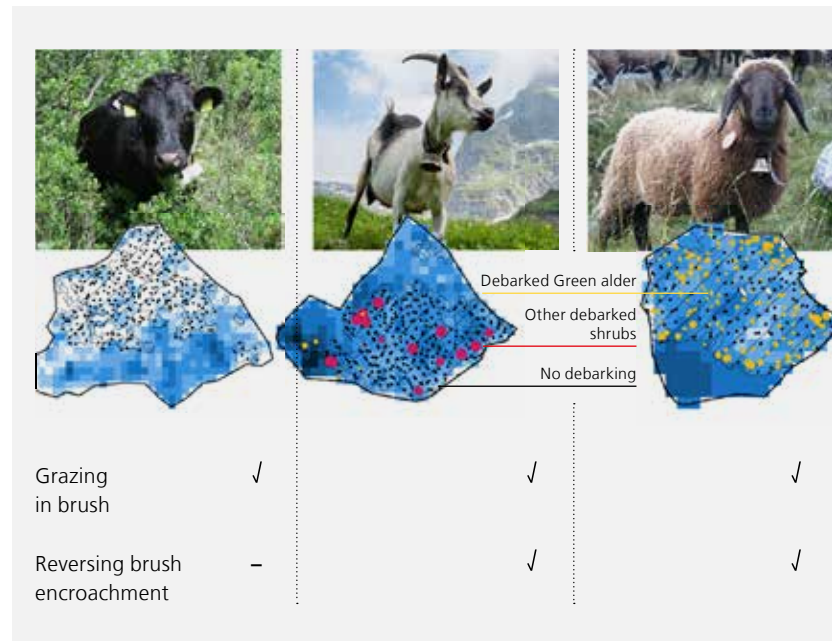 Debarked Green alder
Other debarked
shrubs
No debarking
Grazing
in brush
√ √ √
Reversing brush
encroachment
– √ √